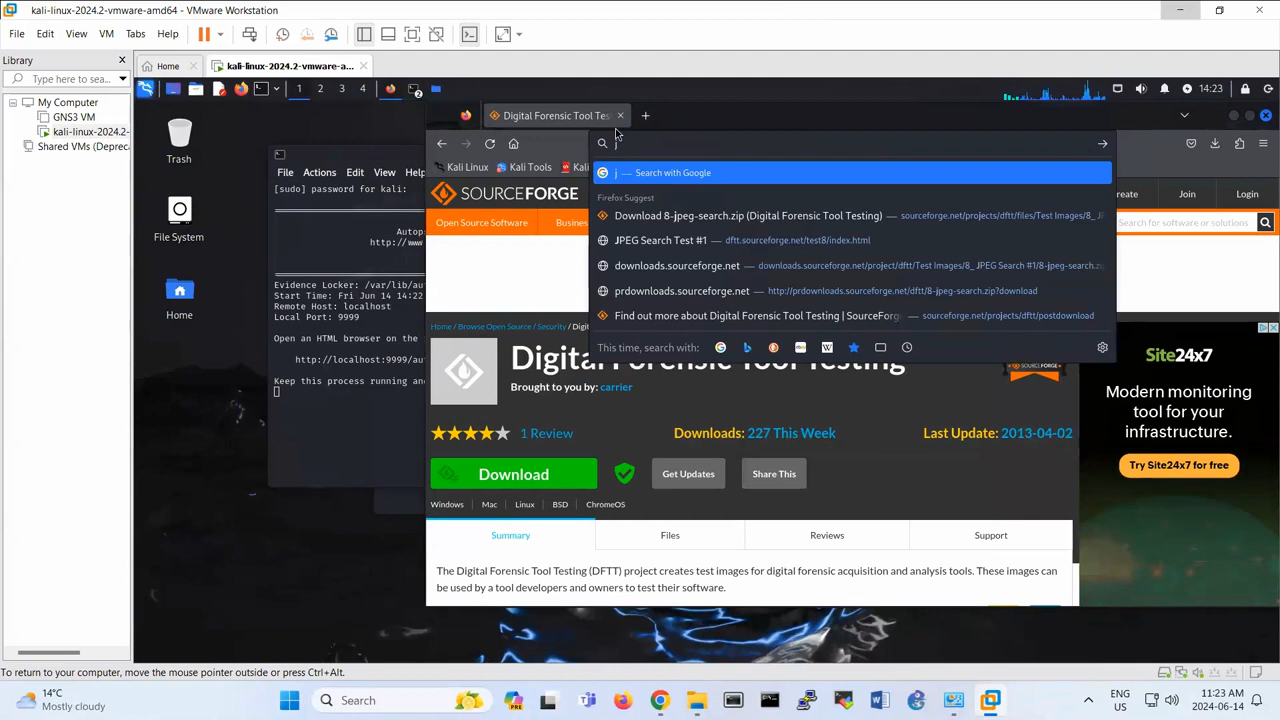 kali-linux-2024.2-vmware-amd64 - VMware Workstation
File Edit View VM Tabs Help
Library
Type here to sea...
Home
kali-linux-2024.2-vmware-a...
My Computer
GNS3 VM
kali-linux-2024.2-
Shared VMs (Deprec
1 2 3 4
14:23
Trash
File System
Home
Actions Edit View
File
[sudo] password for kali:
Autops
http://www
Evidence Locker: /var/lib/au
Start Time: Fri Jun 14 14:22
Remote Host: localhost
Local Port: 9999
Open an HTML browser on the
http://localhost:9999/au
Keep this process running an
Digital Forensic Tool Tes
Kali Linux
Kali Tools
Kali
j
j — Search with Google
Firefox Suggest
Download 8-jpeg-search.zip (Digital Forensic Tool Testing) — sourceforge.net/projects/dftt/files/Test Images/8_ JF
JPEG Search Test #1 — dftt.sourceforge.net/test8/index.html
downloads.sourceforge.net — downloads.sourceforge.net/project/dftt/Test Images/8_ JPEG Search #1/8-jpeg-search.zip
prdownloads.sourceforge.net — http://prdownloads.sourceforge.net/dftt/8-jpeg-search.zip?download
Find out more about Digital Forensic Tool Testing | SourceForg — sourceforge.net/projects/dftt/postdownload
This time, search with:
SOURCEFORGE
Create Join Login
Open Source Software
Busines
Search for software or
Home / Browse Open Source / Security / Digit
Digital Forensic Tool Testing
Brought to you by: carrier
1 Review
Downloads: 227 This Week
Last Update: 2013-04-02
Download
Get Updates
Share This
Windows Mac Linux BSD ChromeOS
Summary Files Reviews Support
The Digital Forensic Tool Testing (DFTT) project creates test images for digital forensic acquisition and analysis tools. These images can
be used by a tool developers and owners to test their software.
Site24x7
Modern monitoring
tool for your
infrastructure.
Try Site24x7 for free
To return to your computer, move the mouse pointer outside or press Ctrl+Alt.
14°C
Mostly cloudy
Search
PRE
ENG
US
11:23 AM
2024-06-14